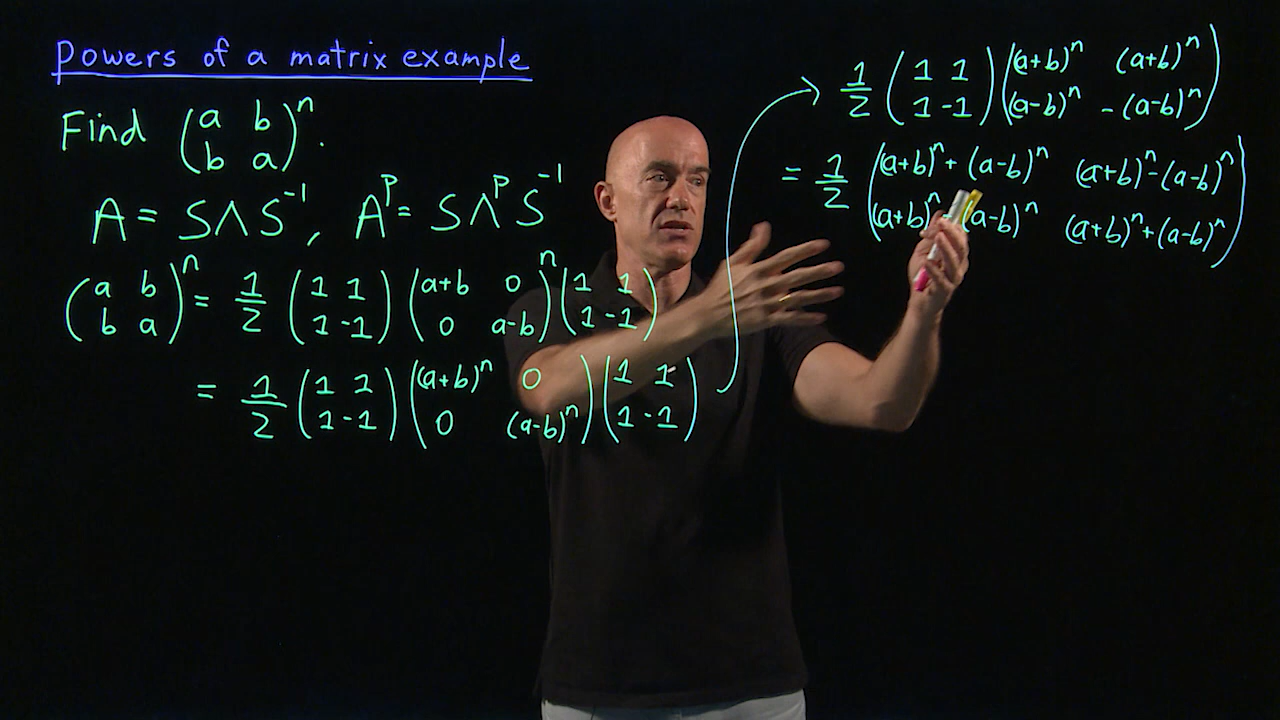 Powers of a matrix example
Find (a b; b a)ⁿ.
A = SΛS⁻¹, Aᵖ = SΛᵖS⁻¹
(a b; b a)ⁿ = 1/2 (1 1; 1 -1) (a+b 0; 0 a-b)ⁿ (1 1; 1 -1)
= 1/2 (1 1; 1 -1) ((a+b)ⁿ 0; 0 (a-b)ⁿ) (1 1; 1 -1)
1/2 (1 1; 1 -1) ((a+b)ⁿ (a+b)ⁿ; (a-b)ⁿ -(a-b)ⁿ)
= 1/2 ((a+b)ⁿ+(a-b)ⁿ (a+b)ⁿ-(a-b)ⁿ; (a+b)ⁿ-(a-b)ⁿ (a+b)ⁿ+(a-b)ⁿ)